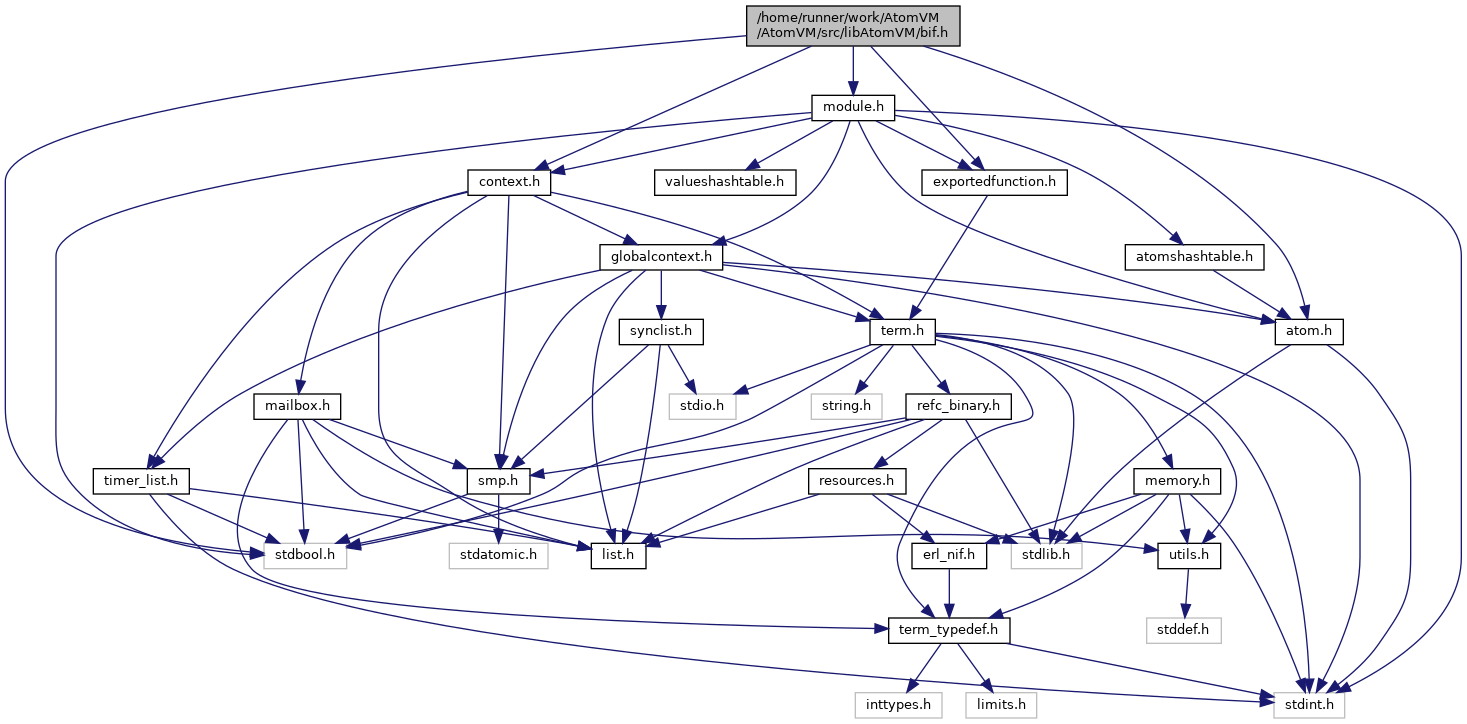 /home/runner/work/AtomVM
/AtomVM/src/libAtomVM/bif.h
module.h
context.h
valueshashtable.h
exportedfunction.h
globalcontext.h
atomshashtable.h
synclist.h
term.h
atom.h
mailbox.h
stdio.h
string.h
refc_binary.h
timer_list.h
smp.h
resources.h
memory.h
stdbool.h
stdatomic.h
list.h
erl_nif.h
stdlib.h
utils.h
term_typedef.h
stddef.h
inttypes.h
limits.h
stdint.h